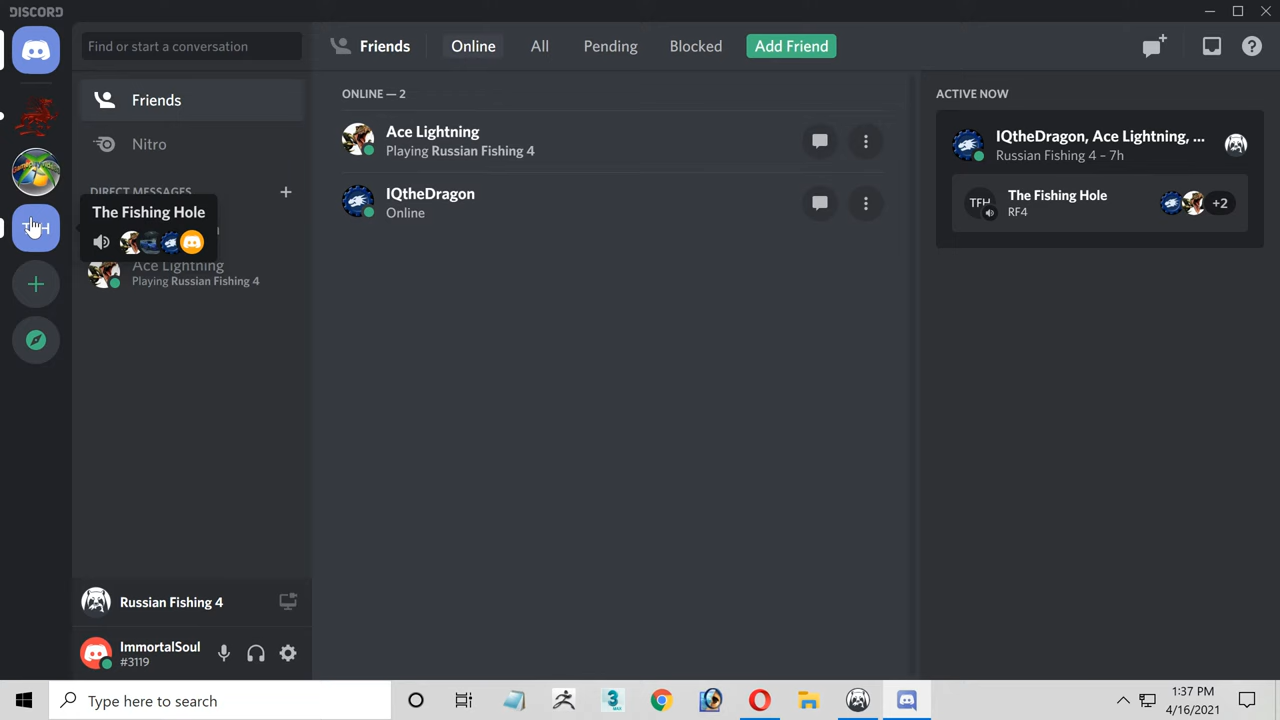 DISCORD
Find or start a conversation
Friends
Online
All
Pending
Blocked
Add Friend
Friends
Nitro
DIRECT MESSAGES
The Fishing Hole
Ace Lightning
Playing Russian Fishing 4
ONLINE — 2
Ace Lightning
Playing Russian Fishing 4
IQtheDragon
Online
ACTIVE NOW
IQtheDragon, Ace Lightning, ...
Russian Fishing 4 – 7h
TFH
The Fishing Hole
RF4
+2
Russian Fishing 4
ImmortalSoul
#3119
Type here to search
1:37 PM
4/16/2021